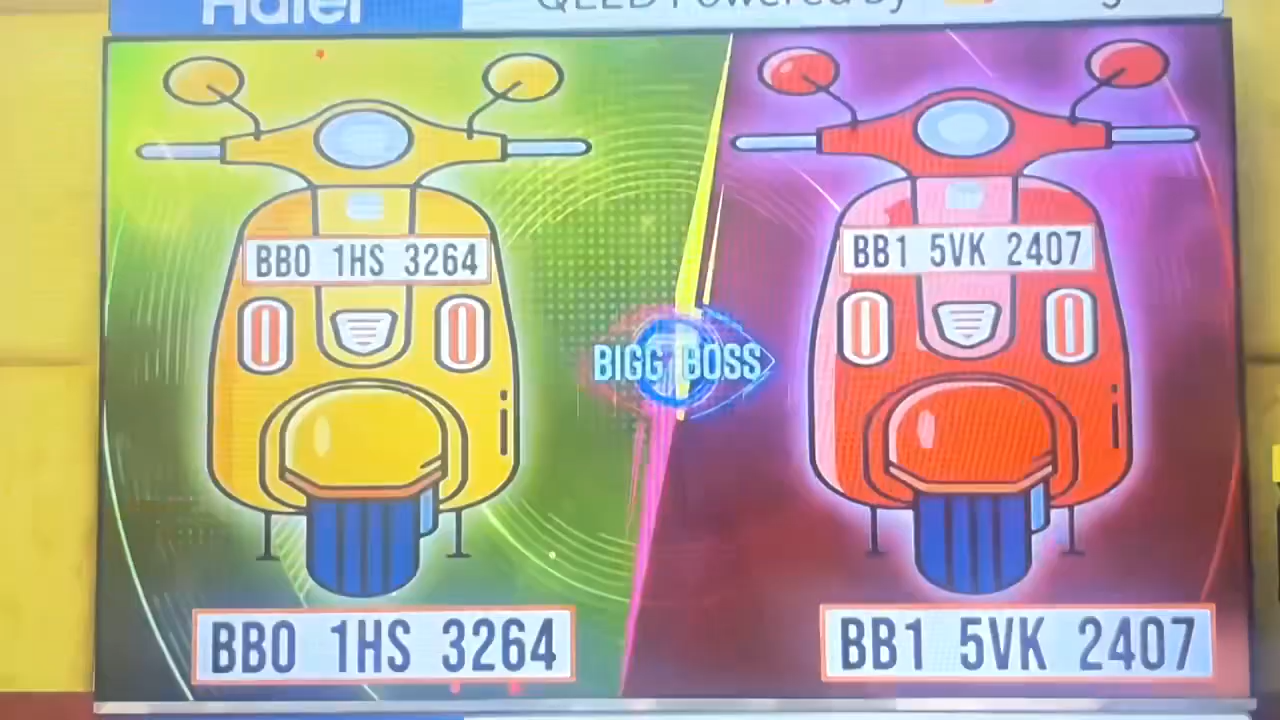 Haier
QLED Powered by
BB0 1HS 3264
BB1 5VK 2407
BIGG BOSS
BB0 1HS 3264
BB1 5VK 2407